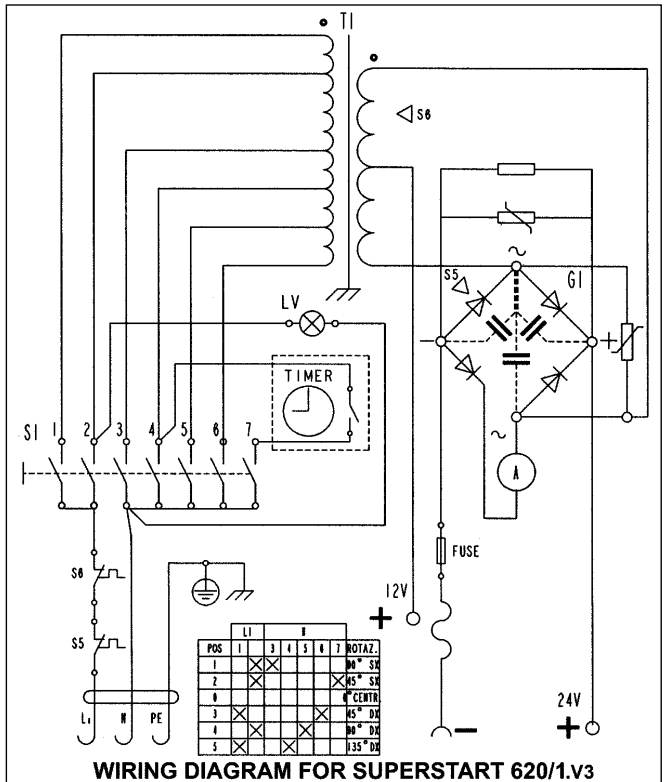 T1
S6
S5
G1
~
−
+
LV
TIMER
S1 1 2 3 4 5 6 7
~
A
FUSE
S6
S5
12V
+
L1 N PE
L1 N
POS 1 2 3 4 5 6 7 ROTAZ.
1 90° SX
2 45° SX
0 0° CENTR.
3 45° DX
4 90° DX
5 135° DX
−
24V
+
WIRING DIAGRAM FOR SUPERSTART 620/1.V3